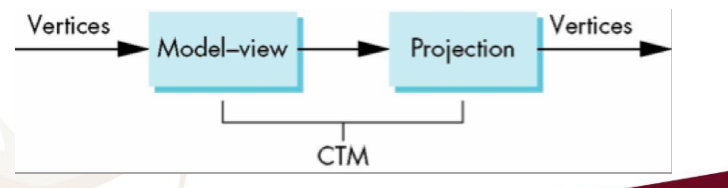 Vertices
Model–view
Projection
Vertices
CTM